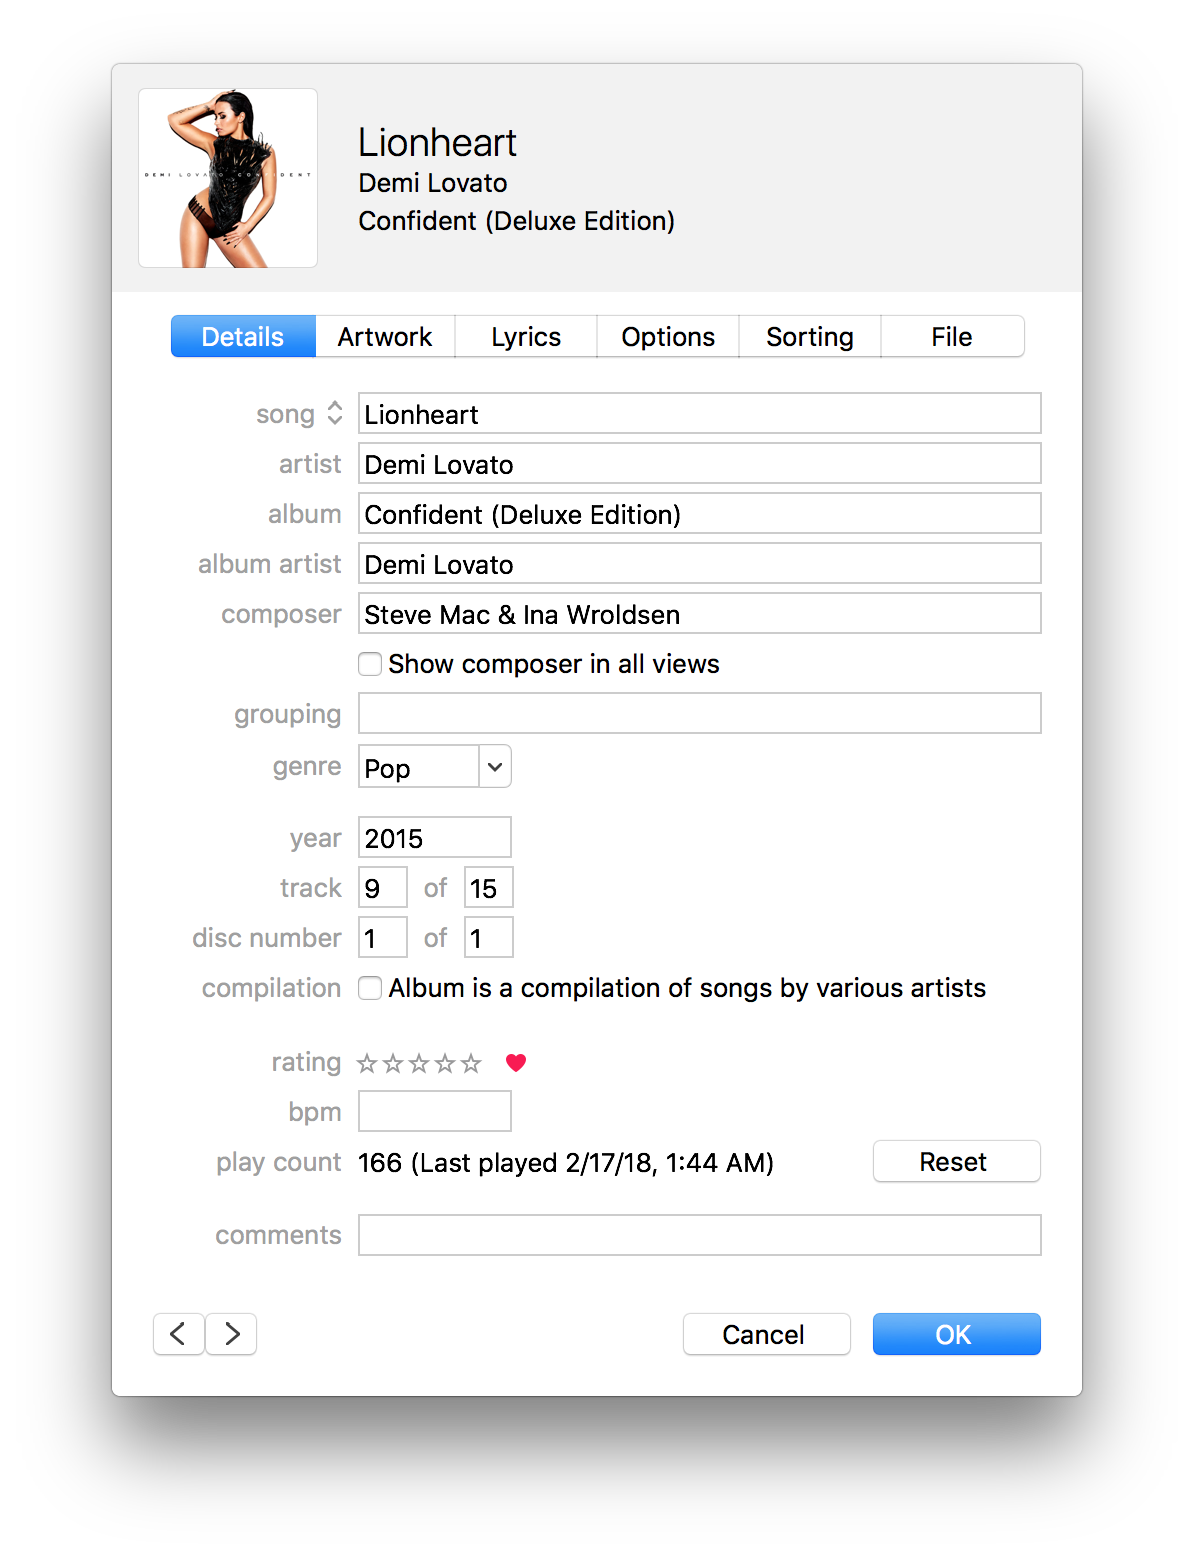 DEMI LOVATO CONFIDENT
Lionheart
Demi Lovato
Confident (Deluxe Edition)
Details Artwork Lyrics Options Sorting File
song Lionheart
artist Demi Lovato
album Confident (Deluxe Edition)
album artist Demi Lovato
composer Steve Mac & Ina Wroldsen
Show composer in all views
grouping
genre Pop
year 2015
track 9 of 15
disc number 1 of 1
compilation Album is a compilation of songs by various artists
rating
bpm
play count 166 (Last played 2/17/18, 1:44 AM) Reset
comments
Cancel OK